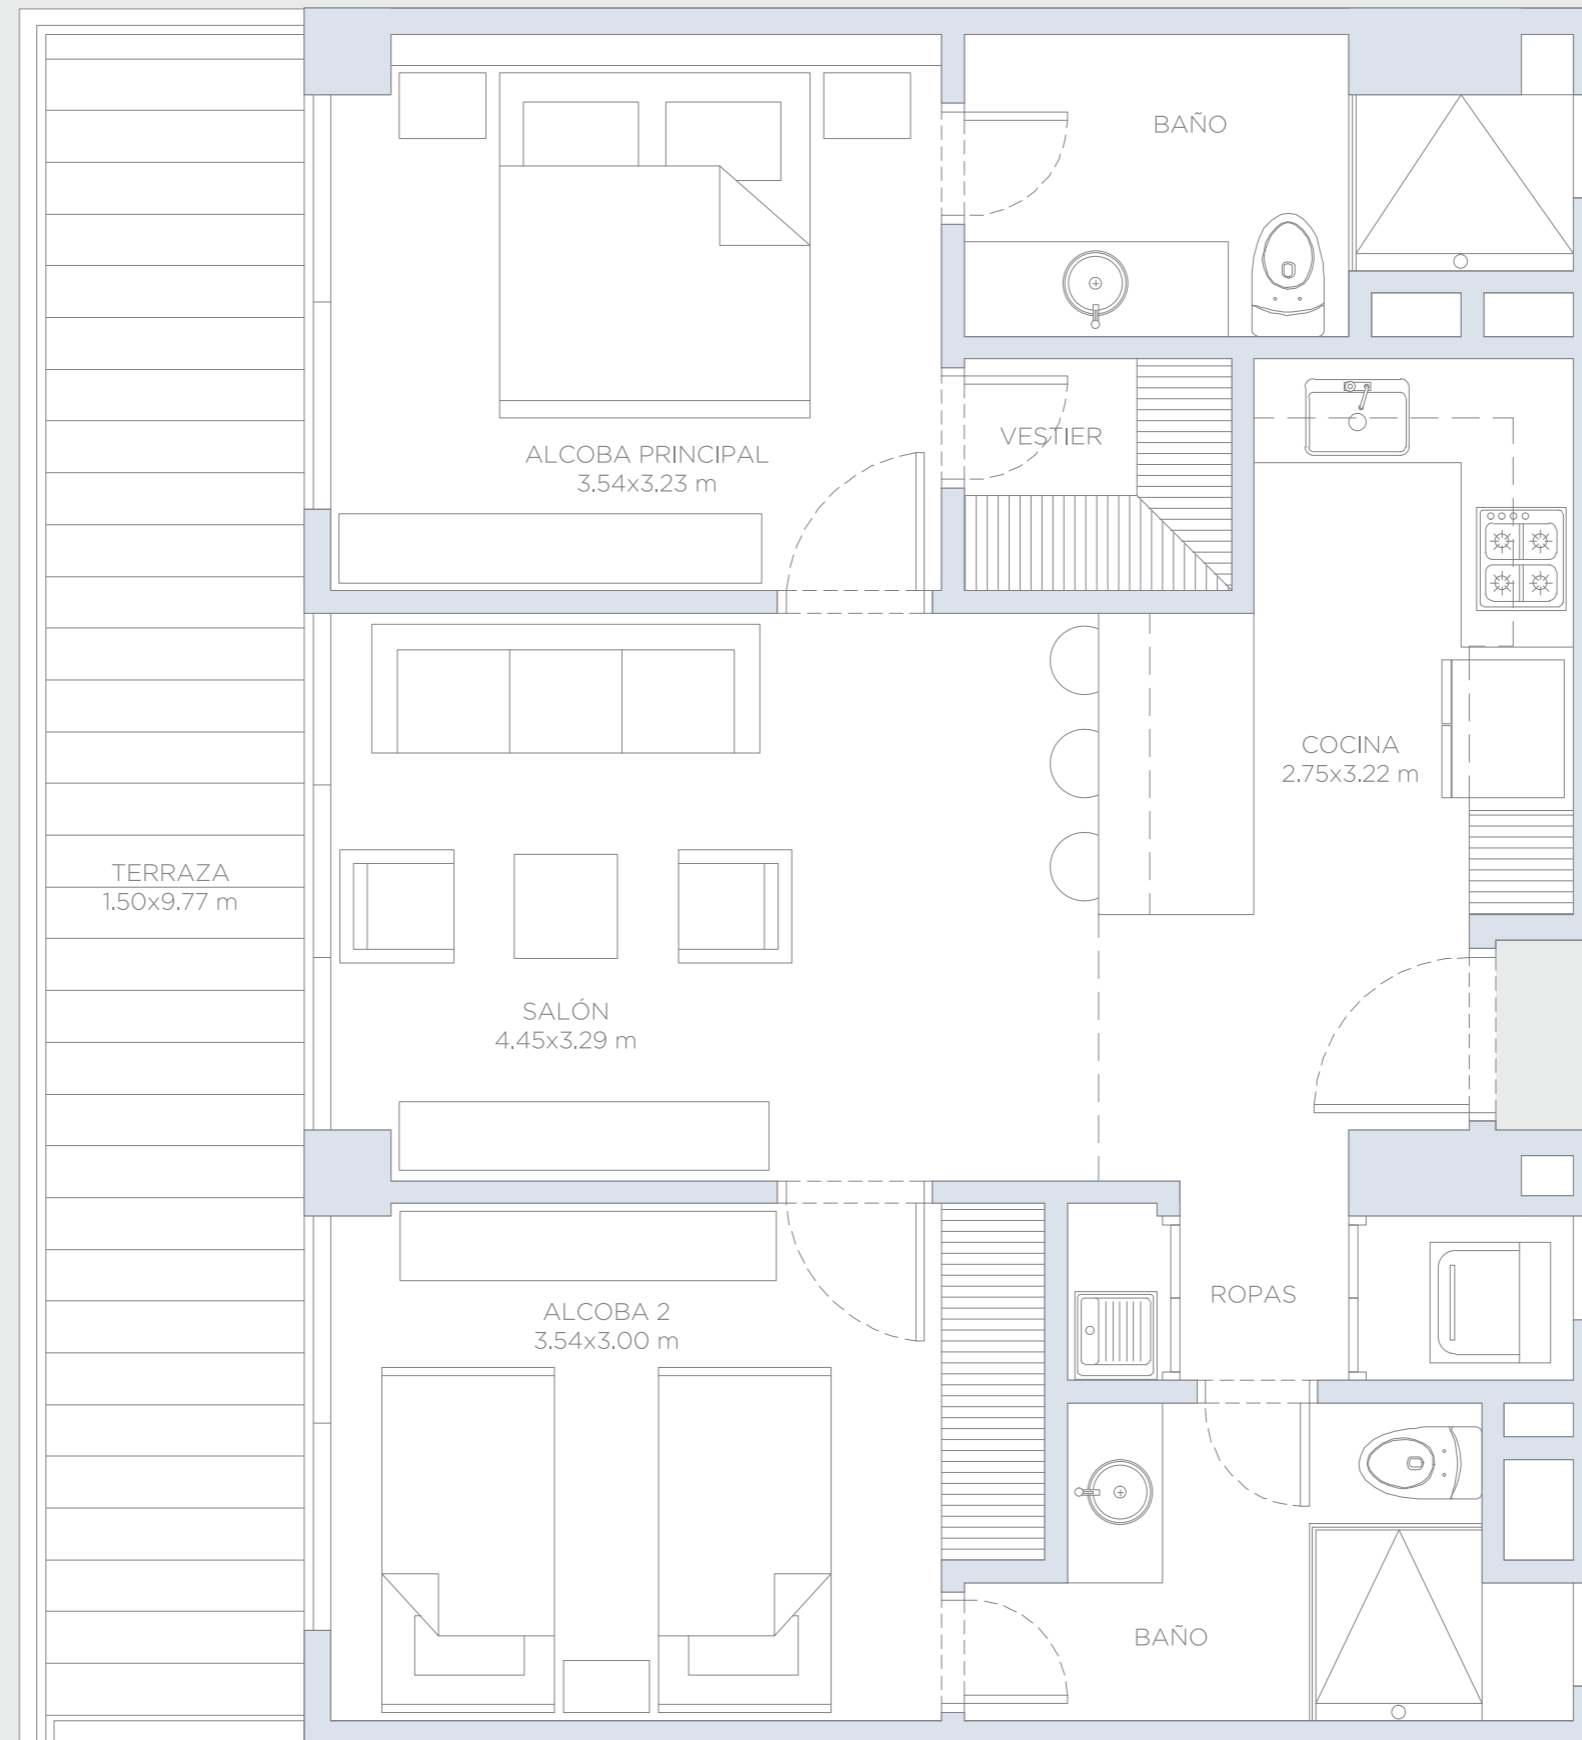 BAÑO
VESTIER
ALCOBA PRINCIPAL
3.54x3.23 m
COCINA
2.75x3.22 m
TERRAZA
1.50x9.77 m
SALÓN
4.45x3.29 m
ROPAS
ALCOBA 2
3.54x3.00 m
BAÑO